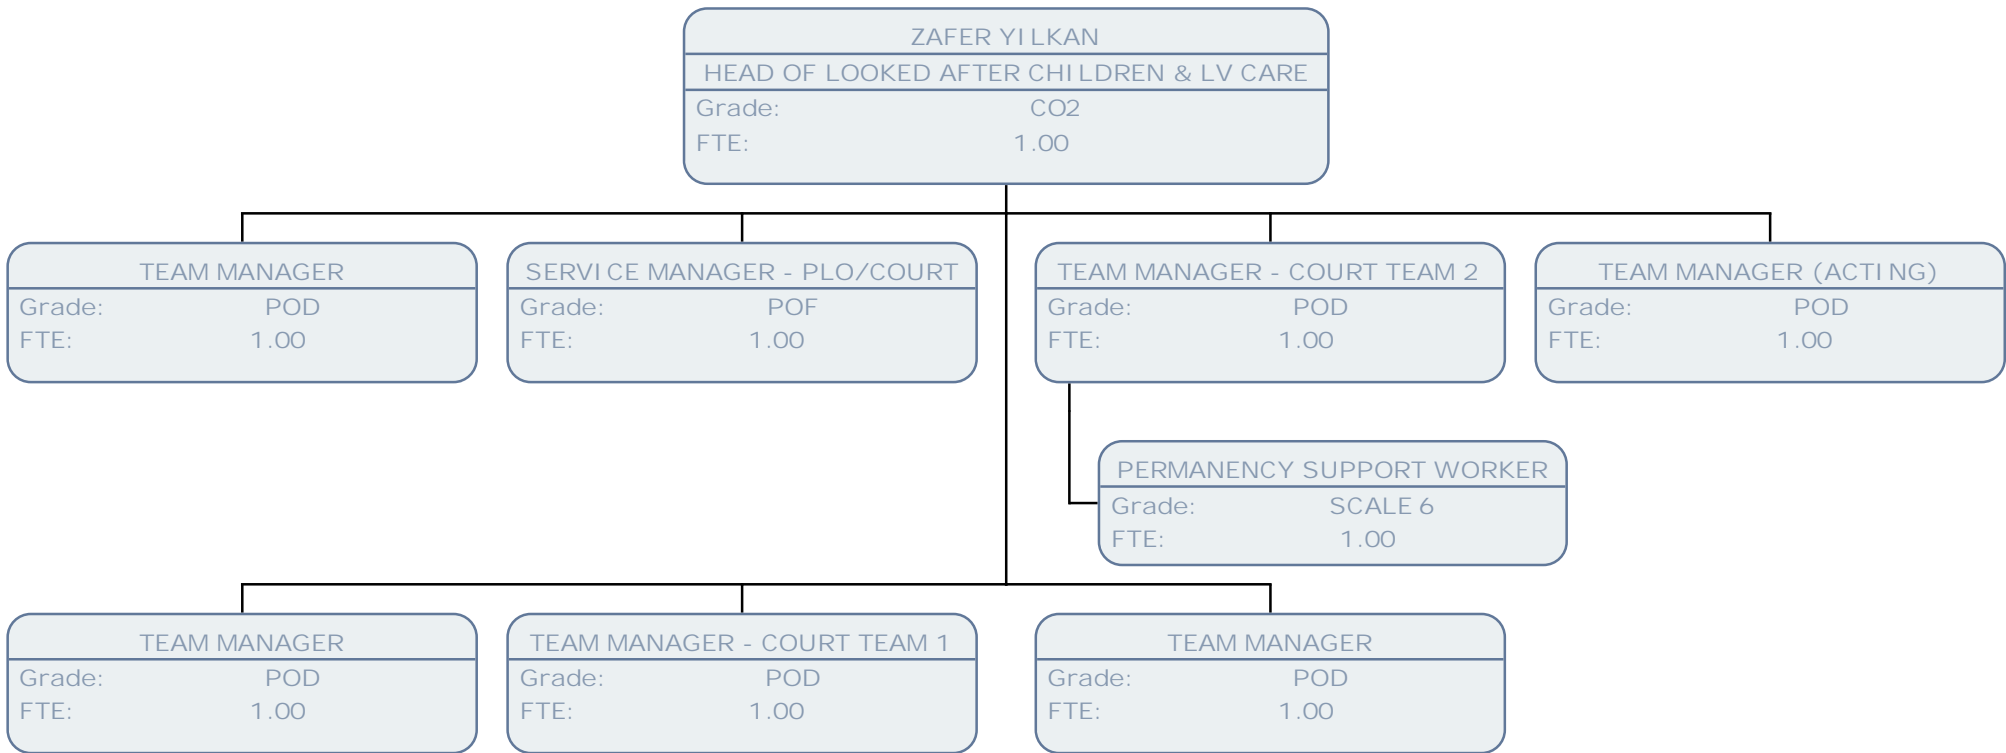 ZAFER YILKAN
HEAD OF LOOKED AFTER CHILDREN & LV CARE
Grade: CO2
FTE: 1.00
TEAM MANAGER
Grade: POD
FTE: 1.00
SERVICE MANAGER - PLO/COURT
Grade: POF
FTE: 1.00
TEAM MANAGER - COURT TEAM 2
Grade: POD
FTE: 1.00
TEAM MANAGER (ACTING)
Grade: POD
FTE: 1.00
PERMANENCY SUPPORT WORKER
Grade: SCALE 6
FTE: 1.00
TEAM MANAGER
Grade: POD
FTE: 1.00
TEAM MANAGER - COURT TEAM 1
Grade: POD
FTE: 1.00
TEAM MANAGER
Grade: POD
FTE: 1.00